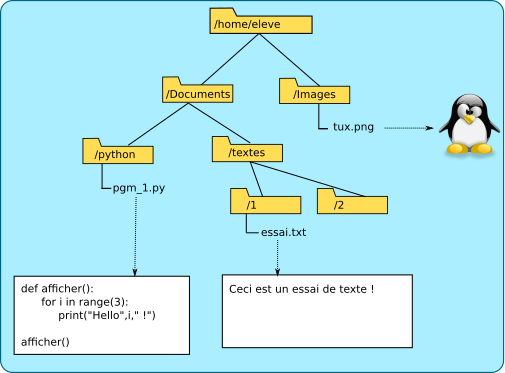 /home/eleve
/Documents
/Images
tux.png
/python
/textes
pgm_1.py
/1
/2
essai.txt
def afficher():
for i in range(3):
print("Hello",i," !")
afficher()
Ceci est un essai de texte !